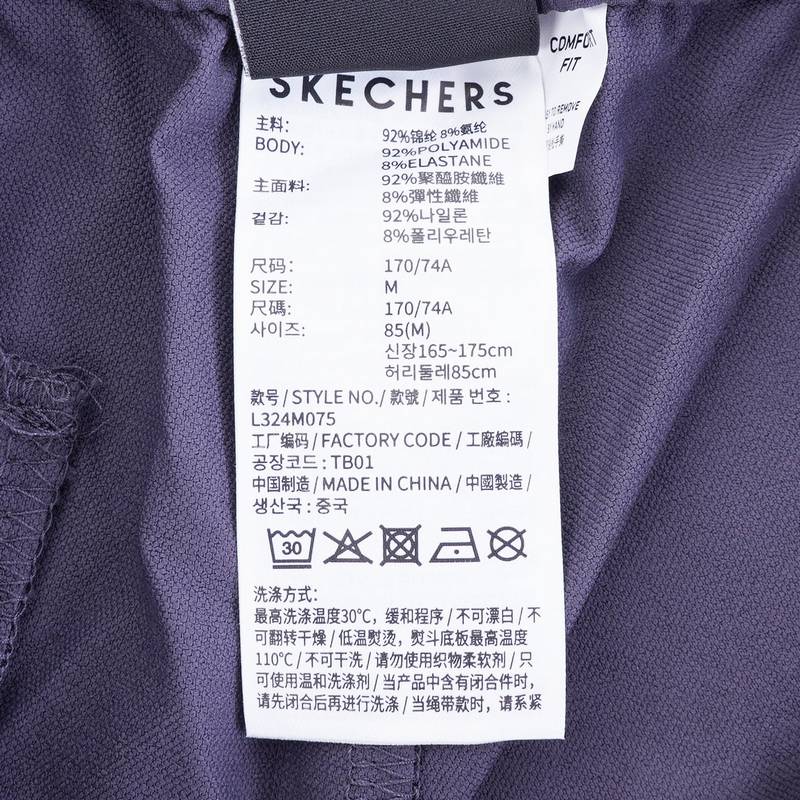 SKECHERS
COMFORT
FIT
TO REMOVE
BY HAND
主料: 92%锦纶 8%氨纶
BODY: 92%POLYAMIDE
8%ELASTANE
主面料: 92%聚醯胺纖維
8%彈性纖維
겉감: 92%나일론
8%폴리우레탄
尺码: 170/74A
SIZE: M
尺碼: 170/74A
사이즈: 85(M)
신장165~175cm
허리둘레85cm
款号 / STYLE NO./ 款號 / 제품 번호 :
L324M075
工厂编码 / FACTORY CODE / 工廠編碼 /
공장코드 : TB01
中国制造 / MADE IN CHINA / 中國製造 /
생산국 : 중국
30
洗涤方式:
最高洗涤温度30℃，缓和程序 / 不可漂白 / 不
可翻转干燥 / 低温熨烫，熨斗底板最高温度
110℃ / 不可干洗 / 请勿使用织物柔软剂 / 只
可使用温和洗涤剂 / 当产品中含有闭合件时，
请先闭合后再进行洗涤 / 当绳带款时，请系紧